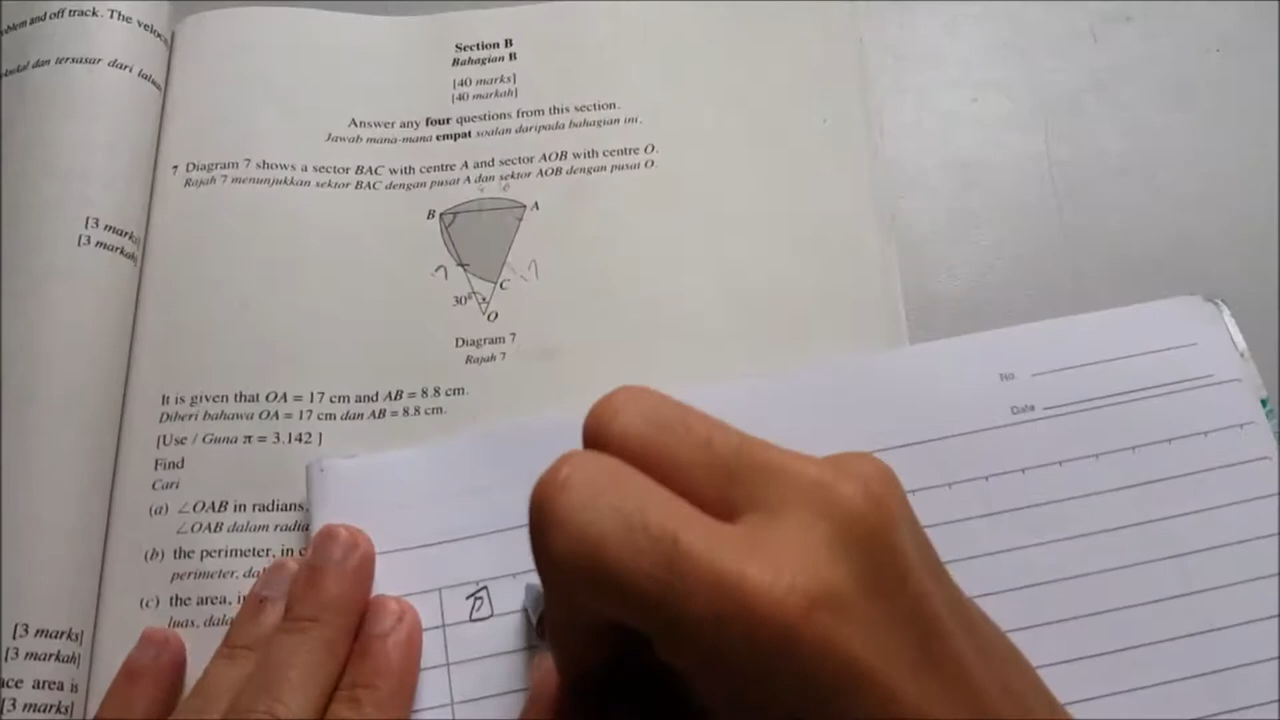 oblem and off track. The veloc
dan tersasar dari
[3 mark
[3 markah
[3 marks]
[3 markah]
ace area is
[3 marks]
Section B
Bahagian B
[40 marks]
[40 markah]
Answer any four questions from this section.
Jawab mana-mana empat soalan daripada bahagian ini.
7 Diagram 7 shows a sector BAC with centre A and sector AOB with centre O.
Rajah 7 menunjukkan sektor BAC dengan pusat A dan sektor AOB dengan pusat O.
B
A
C
30°
O
Diagram 7
Rajah 7
It is given that OA = 17 cm and AB = 8.8 cm.
Diberi bahawa OA = 17 cm dan AB = 8.8 cm.
[Use / Guna π = 3.142 ]
Find
Cari
(a) ∠OAB in radians.
∠OAB dalam radia
(b) the perimeter, in c
perimeter, da
(c) the area, i
luas, dala
No.
Date